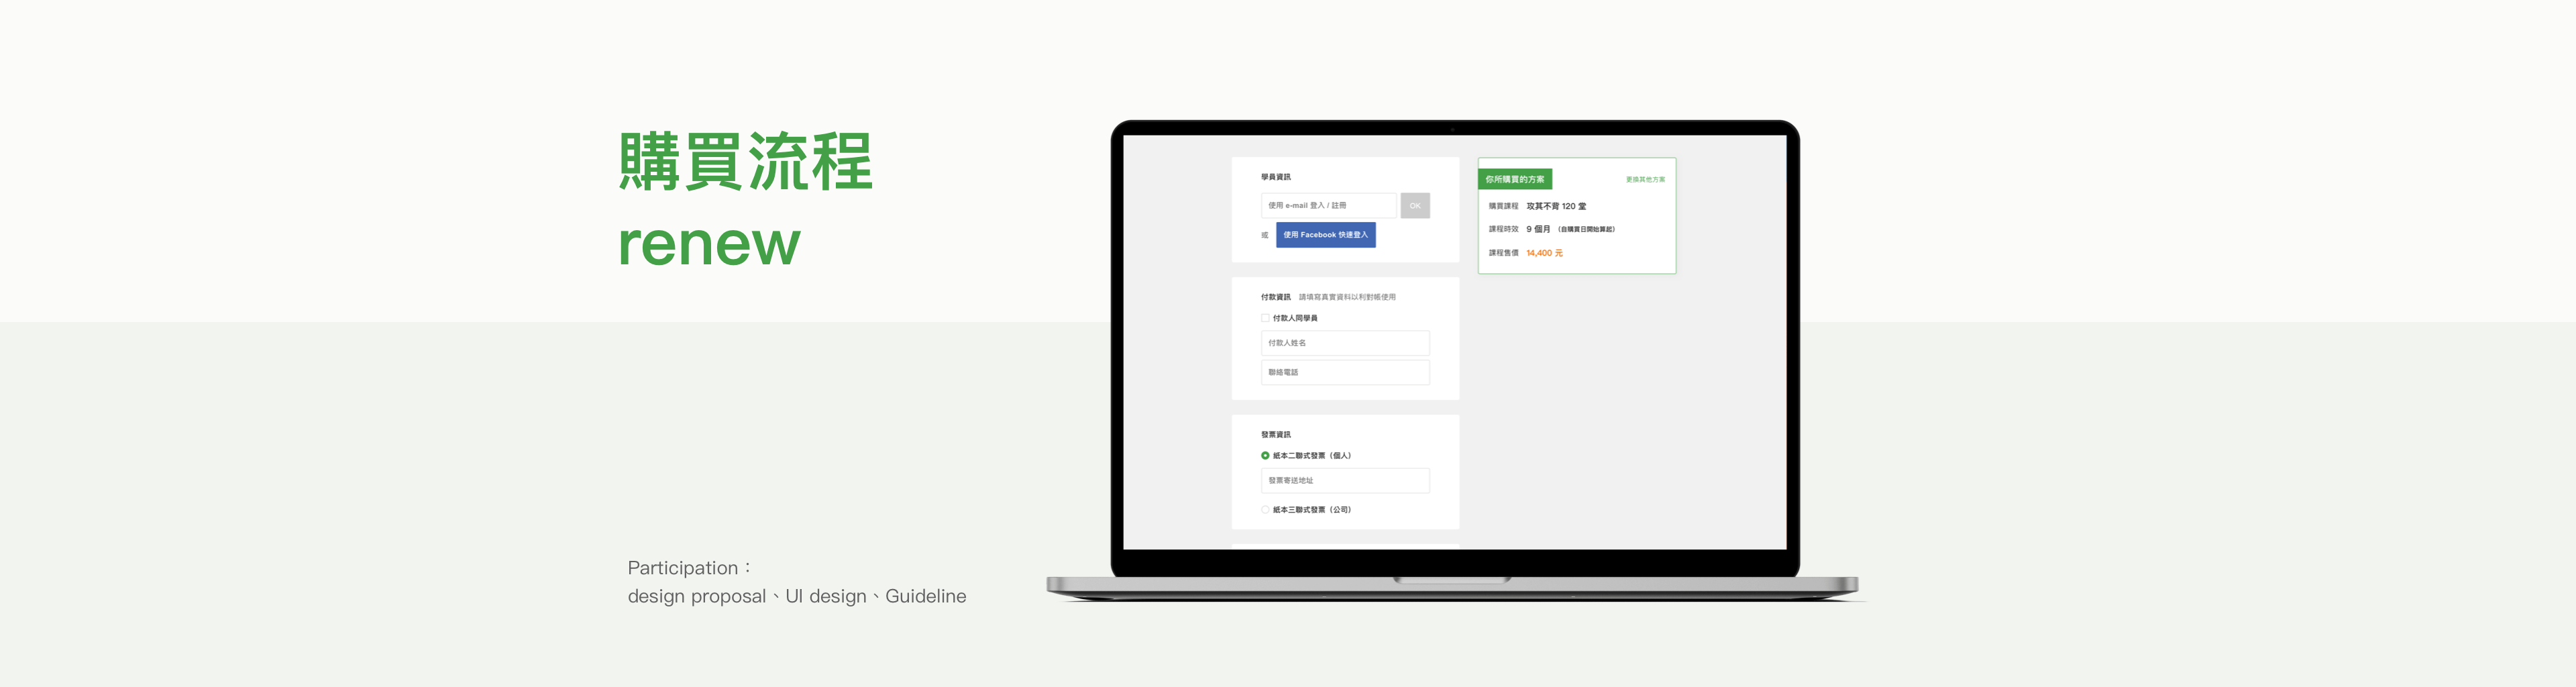 購買流程
renew
Participation：
design proposal、UI design、Guideline
學員資訊
使用 e-mail 登入 / 註冊
OK
或
使用 Facebook 快速登入
付款資訊 請填寫真實資料以利對帳使用
付款人同學員
付款人姓名
聯絡電話
發票資訊
紙本二聯式發票（個人）
發票寄送地址
紙本三聯式發票（公司）
你所購買的方案
更換其他方案
購買課程 攻其不背 120 堂
課程時效 9 個月 （自購買日開始算起）
課程售價 14,400 元